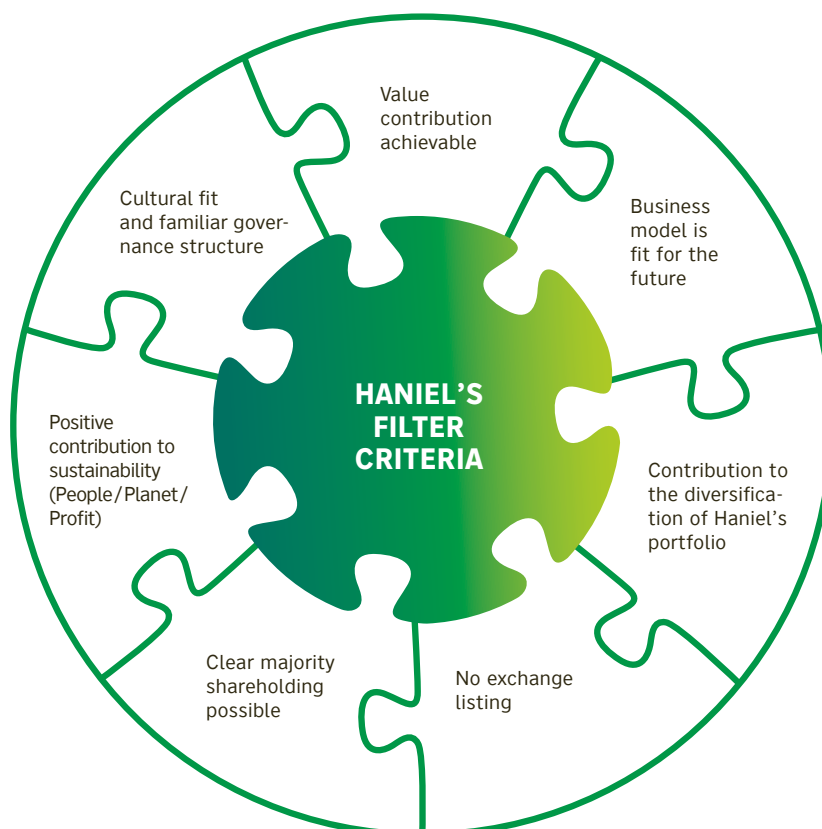 Value
contribution
achievable
Business
model is
fit for the
future
Contribution to
the diversifica-
tion of Haniel’s
portfolio
No exchange
listing
Clear majority
shareholding
possible
Positive
contribution to
sustainability
(People/Planet/
Profit)
Cultural fit
and familiar gover-
nance structure
HANIEL’S
FILTER
CRITERIA